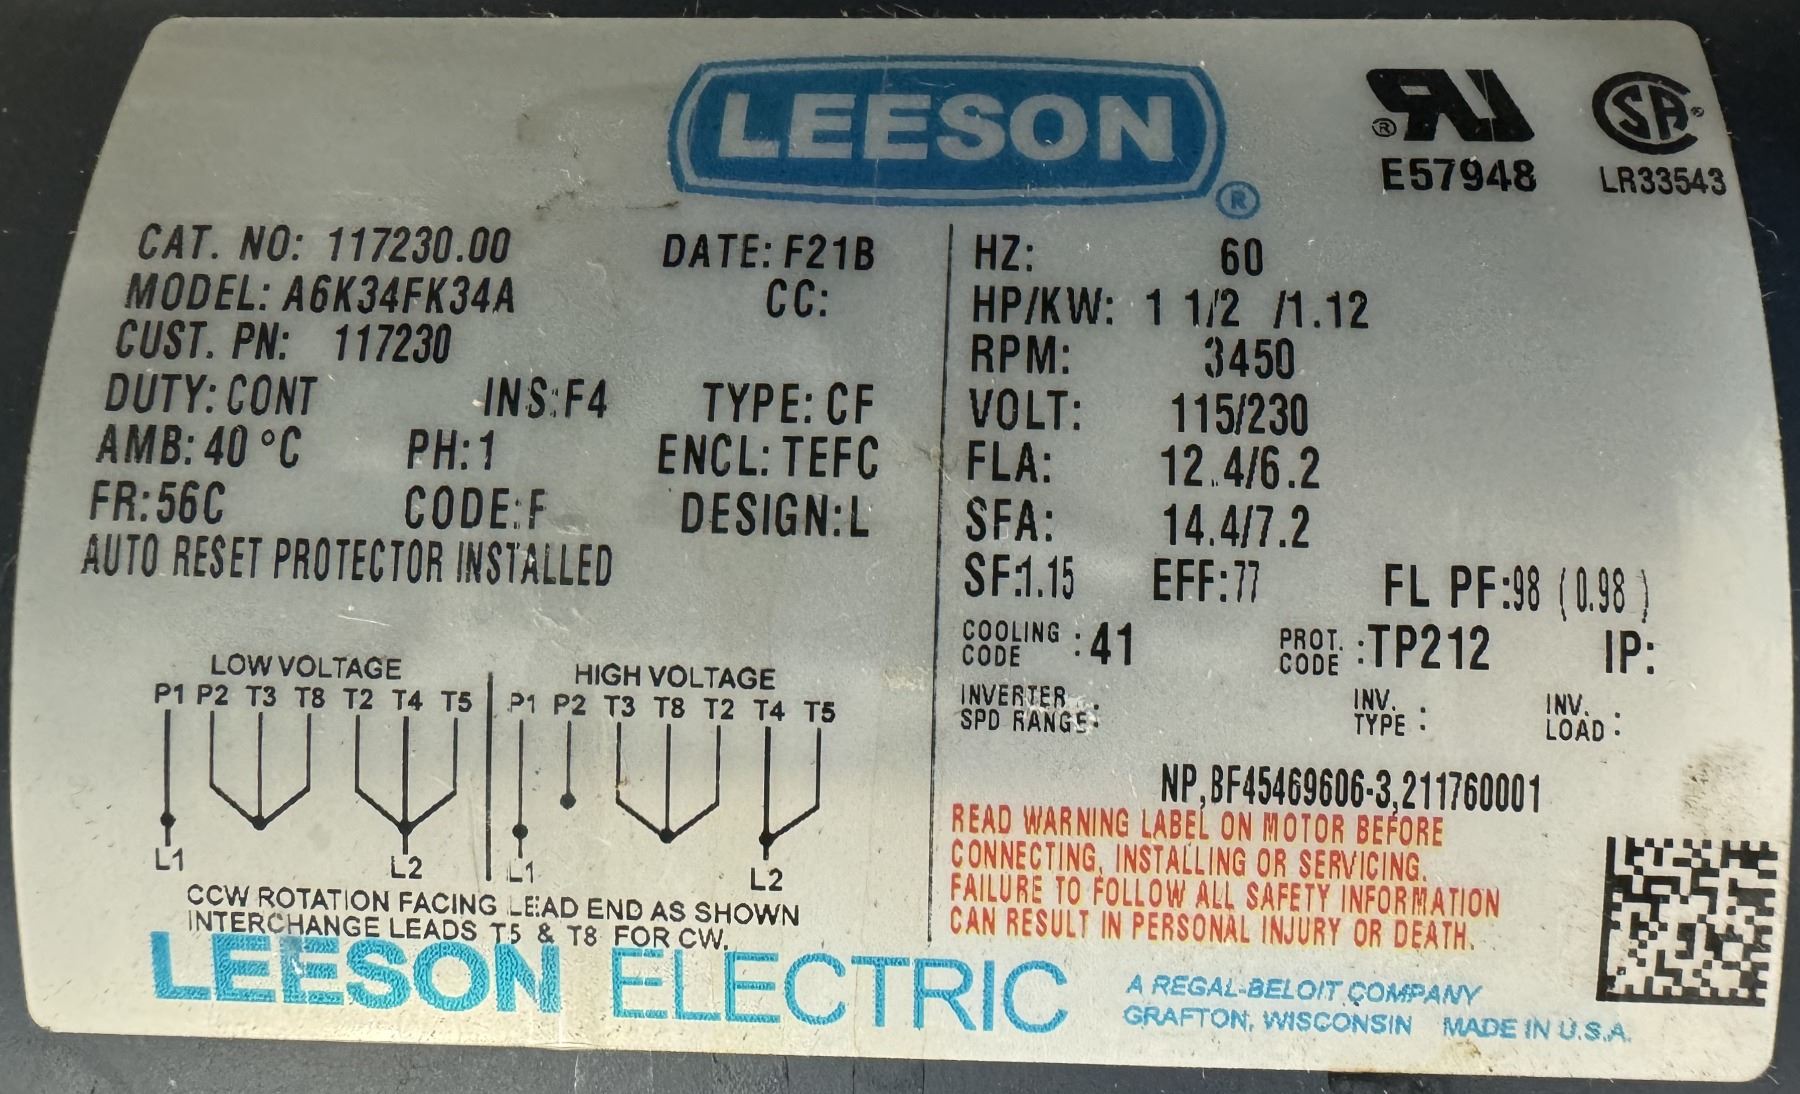 LEESON
®
® E57948
SA ®
LR33543
CAT. NO: 117230.00 DATE: F21B
MODEL: A6K34FK34A CC:
CUST. PN: 117230
DUTY: CONT INS:F4 TYPE: CF
AMB: 40 °C PH:1 ENCL: TEFC
FR:56C CODE:F DESIGN:L
AUTO RESET PROTECTOR INSTALLED
LOW VOLTAGE
P1 P2 T3 T8 T2 T4 T5
L1 L2
HIGH VOLTAGE
P1 P2 T3 T8 T2 T4 T5
L1 L2
CCW ROTATION FACING LEAD END AS SHOWN
INTERCHANGE LEADS T5 & T8 FOR CW.
HZ: 60
HP/KW: 1 1/2 /1.12
RPM: 3450
VOLT: 115/230
FLA: 12.4/6.2
SFA: 14.4/7.2
SF:1.15 EFF:77 FL PF:98 ( 0.98 )
COOLING CODE : 41 PROT. CODE :TP212 IP:
INVERTER SPD RANGE: INV. TYPE : INV. LOAD :
NP,BF45469606-3,211760001
READ WARNING LABEL ON MOTOR BEFORE
CONNECTING, INSTALLING OR SERVICING.
FAILURE TO FOLLOW ALL SAFETY INFORMATION
CAN RESULT IN PERSONAL INJURY OR DEATH.
LEESON ELECTRIC
A REGAL-BELOIT COMPANY
GRAFTON, WISCONSIN MADE IN U.S.A.